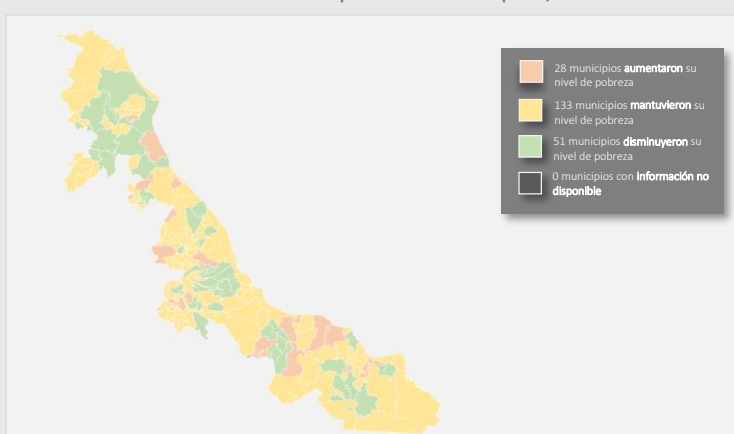 28 municipios aumentaron su
nivel de pobreza
133 municipios mantuvieron su
nivel de pobreza
51 municipios disminuyeron su
nivel de pobreza
0 municipios con información no
disponible